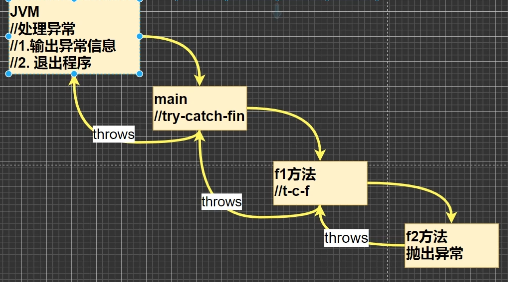 JVM
//处理异常
//1.输出异常信息
//2. 退出程序
main
//try-catch-fin
throws
f1方法
//t-c-f
throws
f2方法
抛出异常
throws